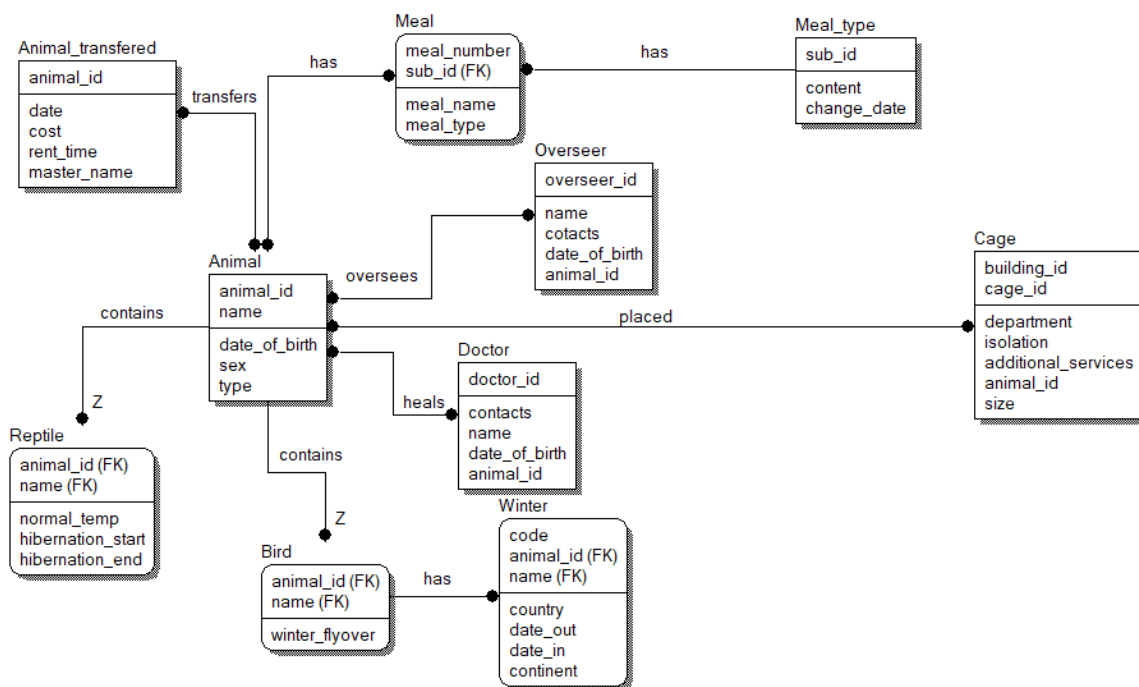 Meal
meal_number
sub_id (FK)
meal_name
meal_type
Meal_type
sub_id
content
change_date
Animal_transfered
animal_id
date
cost
rent_time
master_name
has
has
transfers
Overseer
overseer_id
name
cotacts
date_of_birth
animal_id
Cage
building_id
cage_id
department
isolation
additional_services
animal_id
size
Animal
animal_id
name
date_of_birth
sex
type
oversees
contains
placed
Doctor
doctor_id
contacts
name
date_of_birth
animal_id
heals
Z
Reptile
animal_id (FK)
name (FK)
normal_temp
hibernation_start
hibernation_end
contains
Z
Bird
animal_id (FK)
name (FK)
winter_flyover
has
Winter
code
animal_id (FK)
name (FK)
country
date_out
date_in
continent